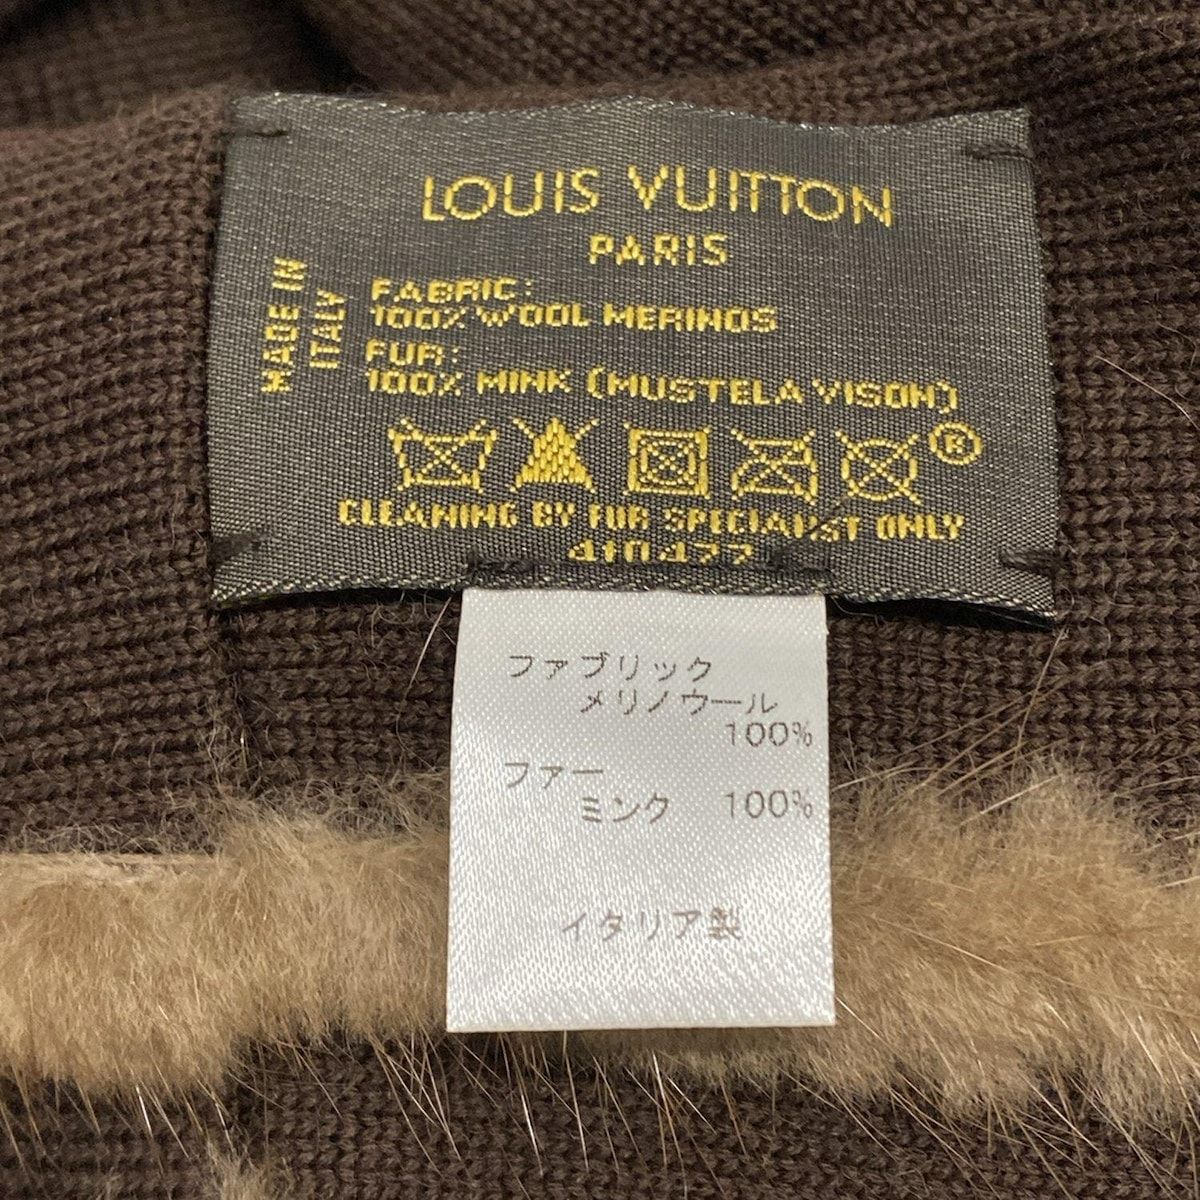 LOUIS VUITTON
PARIS
MADE IN
ITALY
FABRIC:
100% WOOL MERINOS
FUR:
100% MINK (MUSTELA VISON)
®
CLEANING BY FUR SPECIALIST ONLY
ファブリック
メリノウール
100%
ファー
ミンク 100%
イタリア製